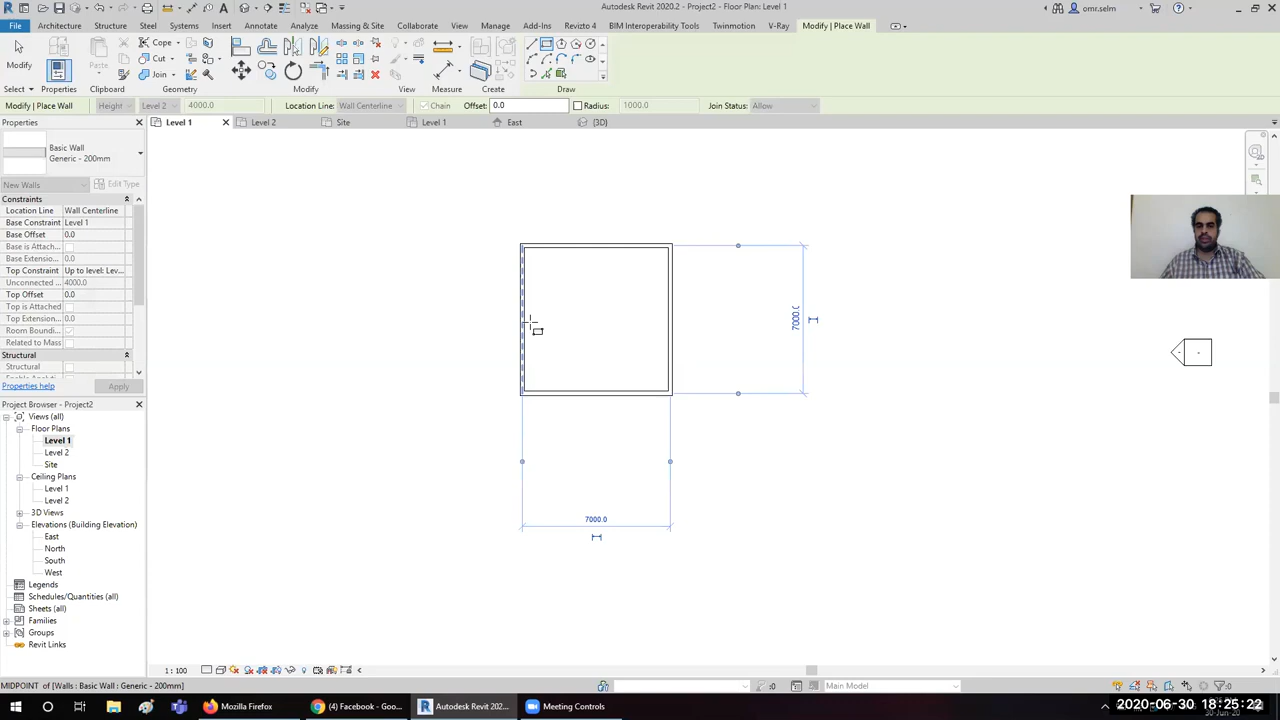 Autodesk Revit 2020.2 - Project2 - Floor Plan: Level 1
omr.selm
File Architecture Structure Steel Systems Insert Annotate Analyze Massing & Site Collaborate View Manage Add-Ins Revizto 4 BIM Interoperability Tools Twinmotion V-Ray Modify | Place Wall
Modify Paste Cope Cut Join
Select Properties Clipboard Geometry Modify View Measure Create Draw
Modify | Place Wall Height Level 2 4000.0 Location Line: Wall Centerline Chain Offset: 0.0 Radius: 1000.0 Join Status: Allow
Properties
Level 1 Level 2 Site Level 1 East {3D}
Basic Wall
Generic - 200mm
New Walls Edit Type
Constraints
Location Line Wall Centerline
Base Constraint Level 1
Base Offset 0.0
Base is Attach...
Base Extensio... 0.0
Top Constraint Up to level: Lev...
Unconnected ... 4000.0
Top Offset 0.0
Top is Attached
Top Extension... 0.0
Room Boundi...
Related to Mass
Structural
Structural
Properties help Apply
Project Browser - Project2
Views (all)
Floor Plans
Level 1
Level 2
Site
Ceiling Plans
Level 1
Level 2
3D Views
Elevations (Building Elevation)
East
North
South
West
Legends
Schedules/Quantities (all)
Sheets (all)
Families
Groups
Revit Links
7000.0
7000.0
1 : 100
MIDPOINT of [Walls : Basic Wall : Generic - 200mm]
:0 Main Model :0
Mozilla Firefox
(4) Facebook - Goo...
Autodesk Revit 202...
Meeting Controls
2020-06-30 18:25:22